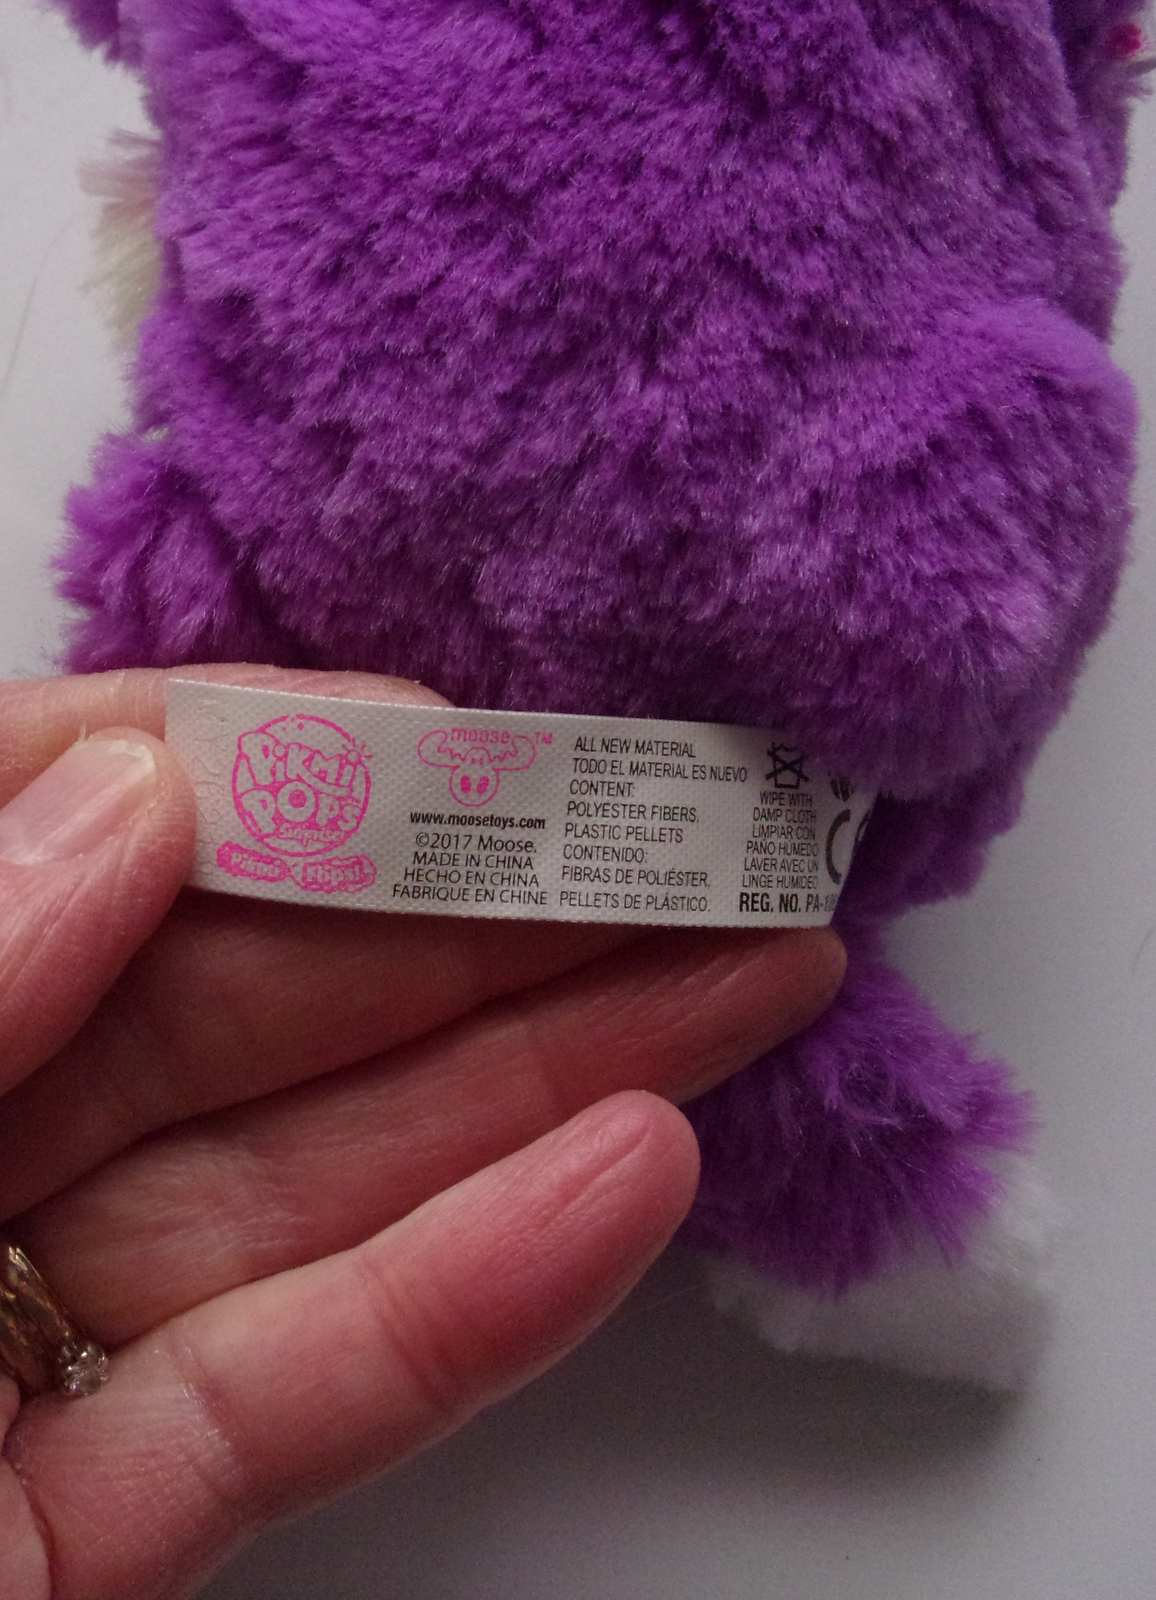 PiKMi
POPS
Surprise!
Pikmi Flips!
moose TM
www.moosetoys.com
©2017 Moose.
MADE IN CHINA
HECHO EN CHINA
FABRIQUE EN CHINE
ALL NEW MATERIAL
TODO EL MATERIAL ES NUEVO
CONTENT:
POLYESTER FIBERS,
PLASTIC PELLETS
CONTENIDO:
FIBRAS DE POLIÉSTER,
PELLETS DE PLÁSTICO.
WIPE WITH
DAMP CLOTH
LIMPIAR CON
PAÑO HUMEDO
LAVER AVEC UN
LINGE HUMIDE
REG. NO. PA-